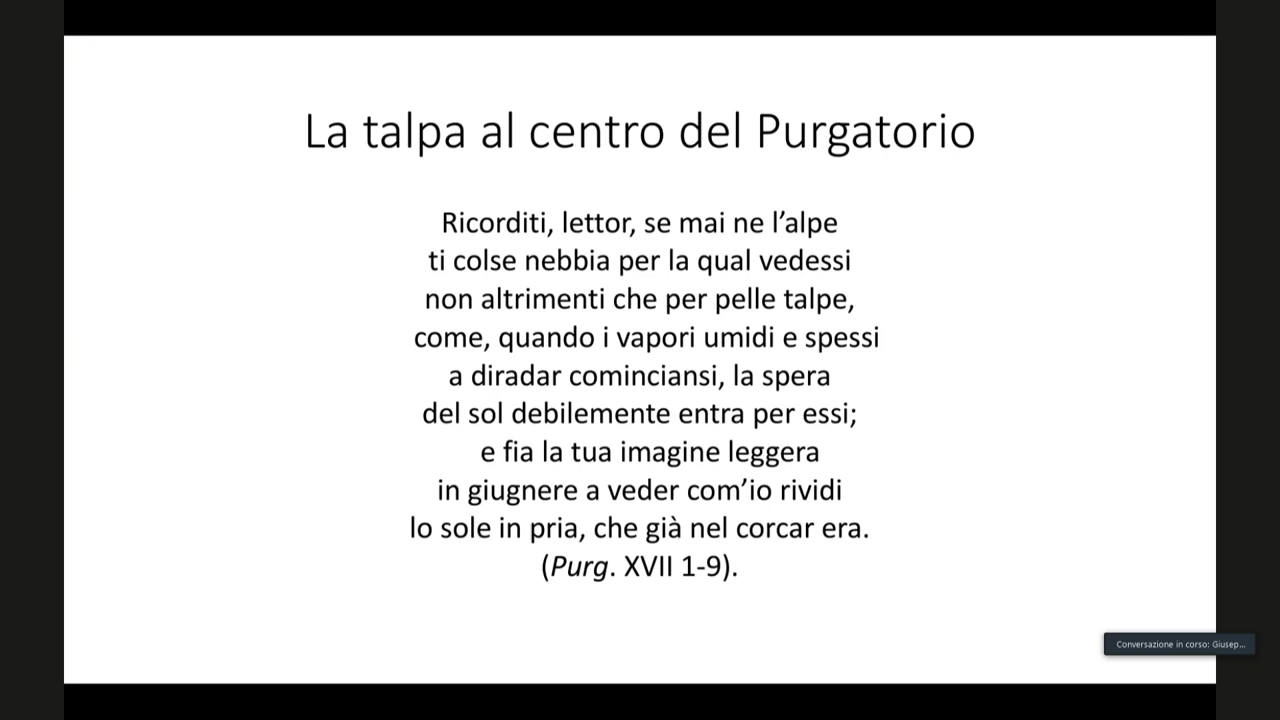 La talpa al centro del Purgatorio
Ricorditi, lettor, se mai ne l’alpe
ti colse nebbia per la qual vedessi
non altrimenti che per pelle talpe,
come, quando i vapori umidi e spessi
a diradar cominciansi, la spera
del sol debilemente entra per essi;
e fia la tua imagine leggera
in giugnere a veder com’io rividi
lo sole in pria, che già nel corcar era.
(Purg. XVII 1-9).
Conversazione in corso: Giusep...